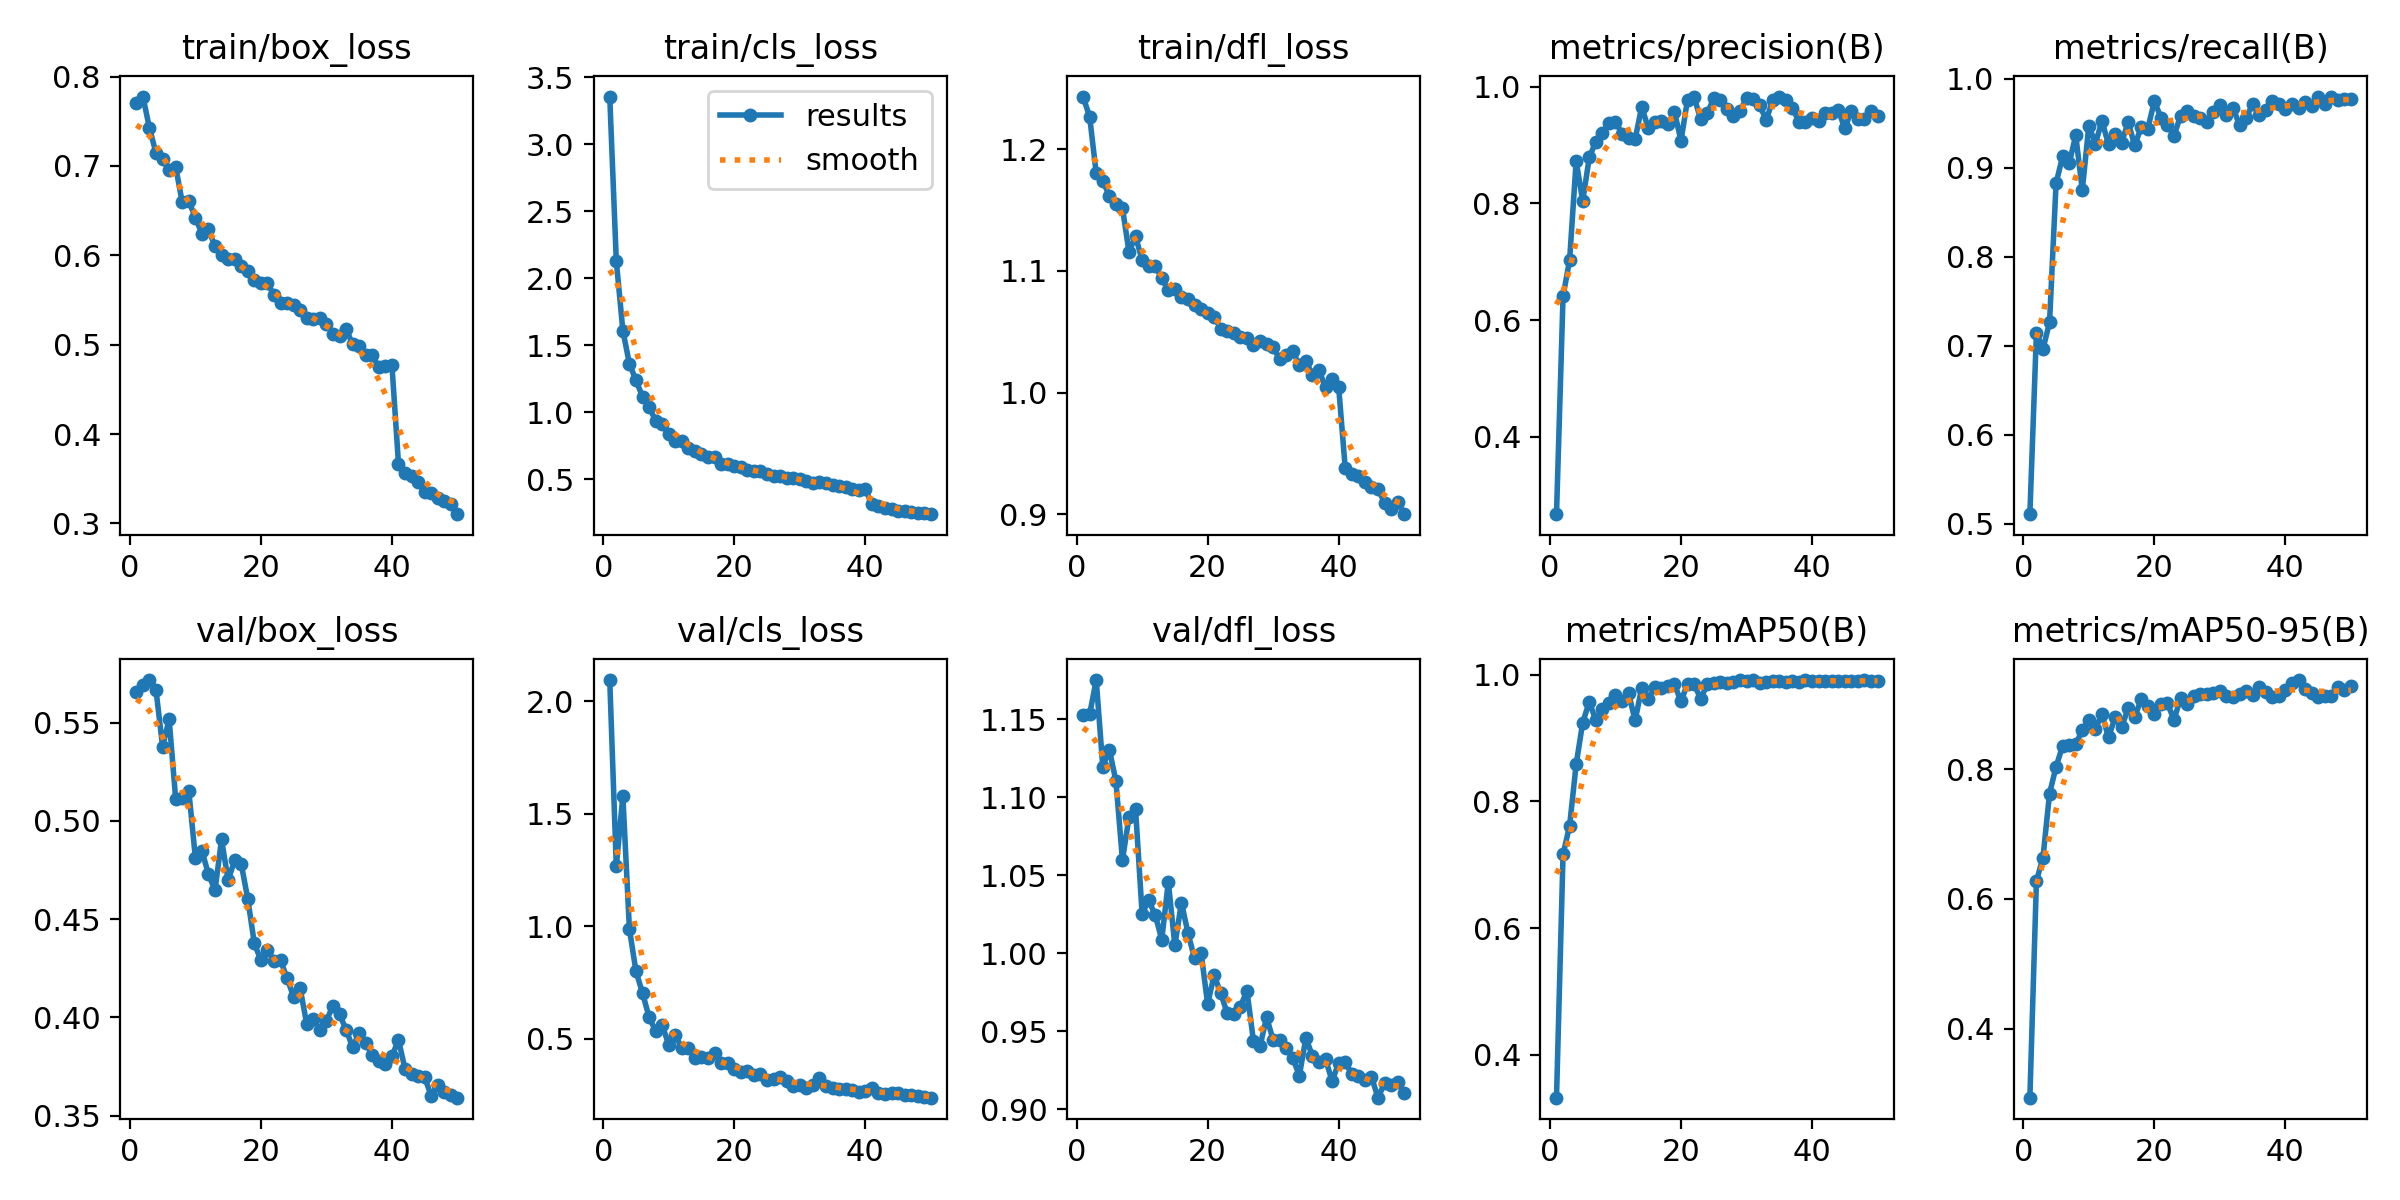 train/box_loss
0.8
0.7
0.6
0.5
0.4
0.3
0 20 40
train/cls_loss
results
smooth
3.5
3.0
2.5
2.0
1.5
1.0
0.5
0 20 40
train/dfl_loss
1.2
1.1
1.0
0.9
0 20 40
metrics/precision(B)
1.0
0.8
0.6
0.4
0 20 40
metrics/recall(B)
1.0
0.9
0.8
0.7
0.6
0.5
0 20 40
val/box_loss
0.55
0.50
0.45
0.40
0.35
0 20 40
val/cls_loss
2.0
1.5
1.0
0.5
0 20 40
val/dfl_loss
1.15
1.10
1.05
1.00
0.95
0.90
0 20 40
metrics/mAP50(B)
1.0
0.8
0.6
0.4
0 20 40
metrics/mAP50-95(B)
0.8
0.6
0.4
0 20 40